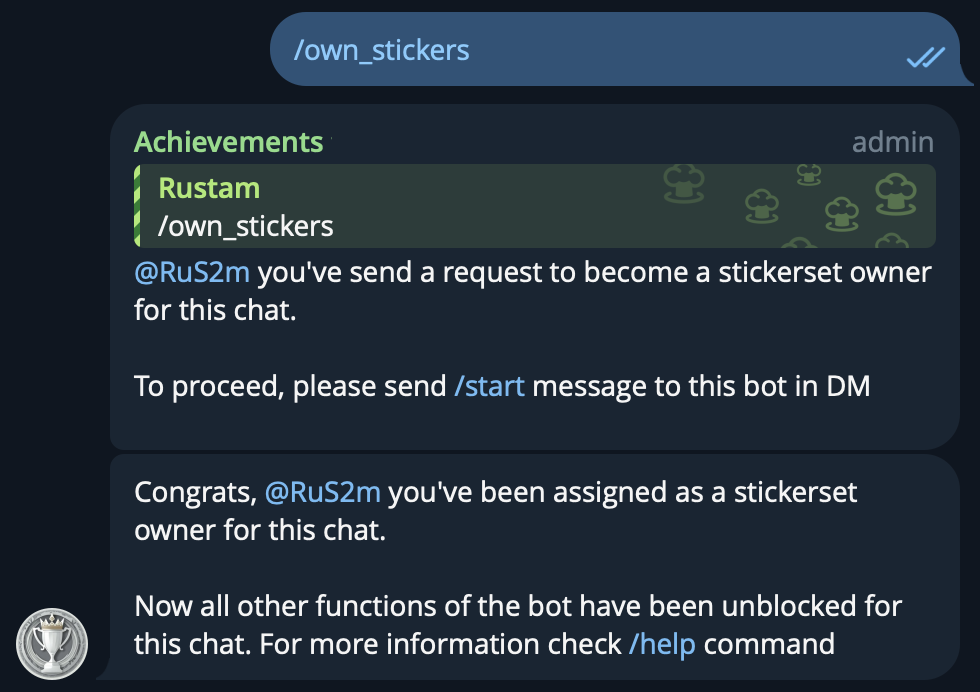 /own_stickers
Achievements
admin
Rustam
/own_stickers
@RuS2m you've send a request to become a stickerset owner
for this chat.
To proceed, please send /start message to this bot in DM
Congrats, @RuS2m you've been assigned as a stickerset
owner for this chat.
Now all other functions of the bot have been unblocked for
this chat. For more information check /help command